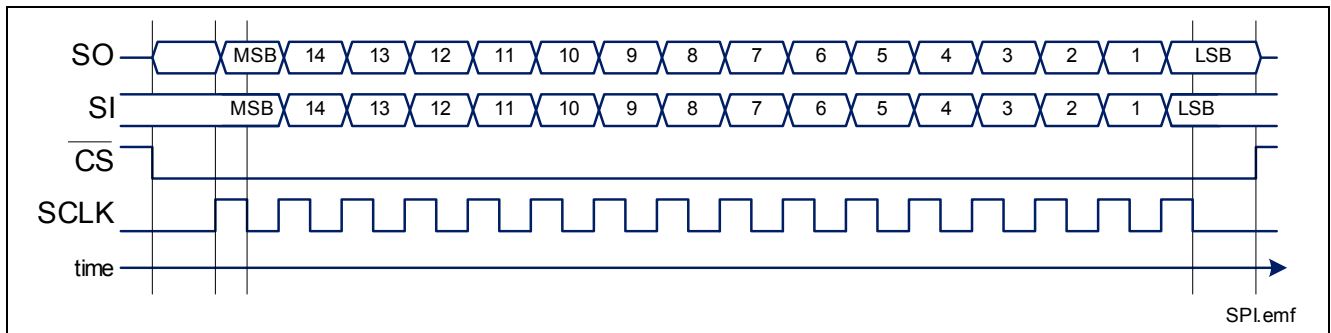 SO MSB 14 13 12 11 10 9 8 7 6 5 4 3 2 1 LSB
SI MSB 14 13 12 11 10 9 8 7 6 5 4 3 2 1 LSB
CS
SCLK
time
SPI.emf